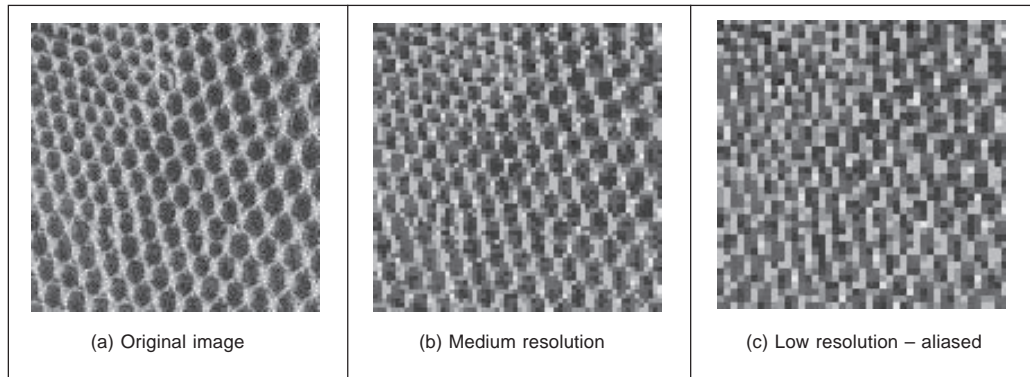 (a) Original image
(b) Medium resolution
(c) Low resolution – aliased